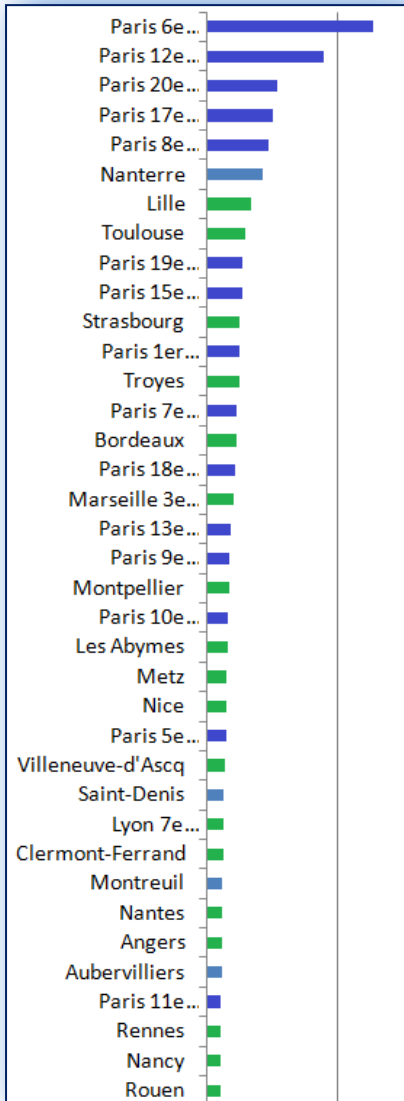 Paris 6e...
Paris 12e...
Paris 20e...
Paris 17e...
Paris 8e...
Nanterre
Lille
Toulouse
Paris 19e...
Paris 15e...
Strasbourg
Paris 1er...
Troyes
Paris 7e...
Bordeaux
Paris 18e...
Marseille 3e...
Paris 13e...
Paris 9e...
Montpellier
Paris 10e...
Les Abymes
Metz
Nice
Paris 5e...
Villeneuve-d'Ascq
Saint-Denis
Lyon 7e...
Clermont-Ferrand
Montreuil
Nantes
Angers
Aubervilliers
Paris 11e...
Rennes
Nancy
Rouen